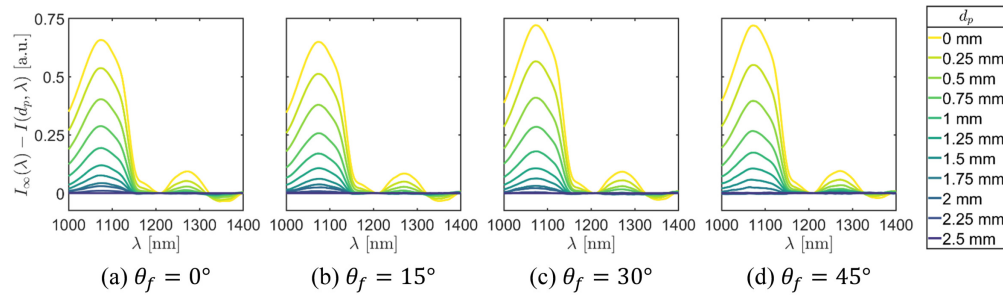 I∞(λ) − I(d_p, λ) [a.u.]
0.75
0.5
0.25
0
1000 1100 1200 1300 1400
λ [nm]
(a) θ_f = 0°
1000 1100 1200 1300 1400
λ [nm]
(b) θ_f = 15°
1000 1100 1200 1300 1400
λ [nm]
(c) θ_f = 30°
1000 1100 1200 1300 1400
λ [nm]
(d) θ_f = 45°
d_p
0 mm
0.25 mm
0.5 mm
0.75 mm
1 mm
1.25 mm
1.5 mm
1.75 mm
2 mm
2.25 mm
2.5 mm